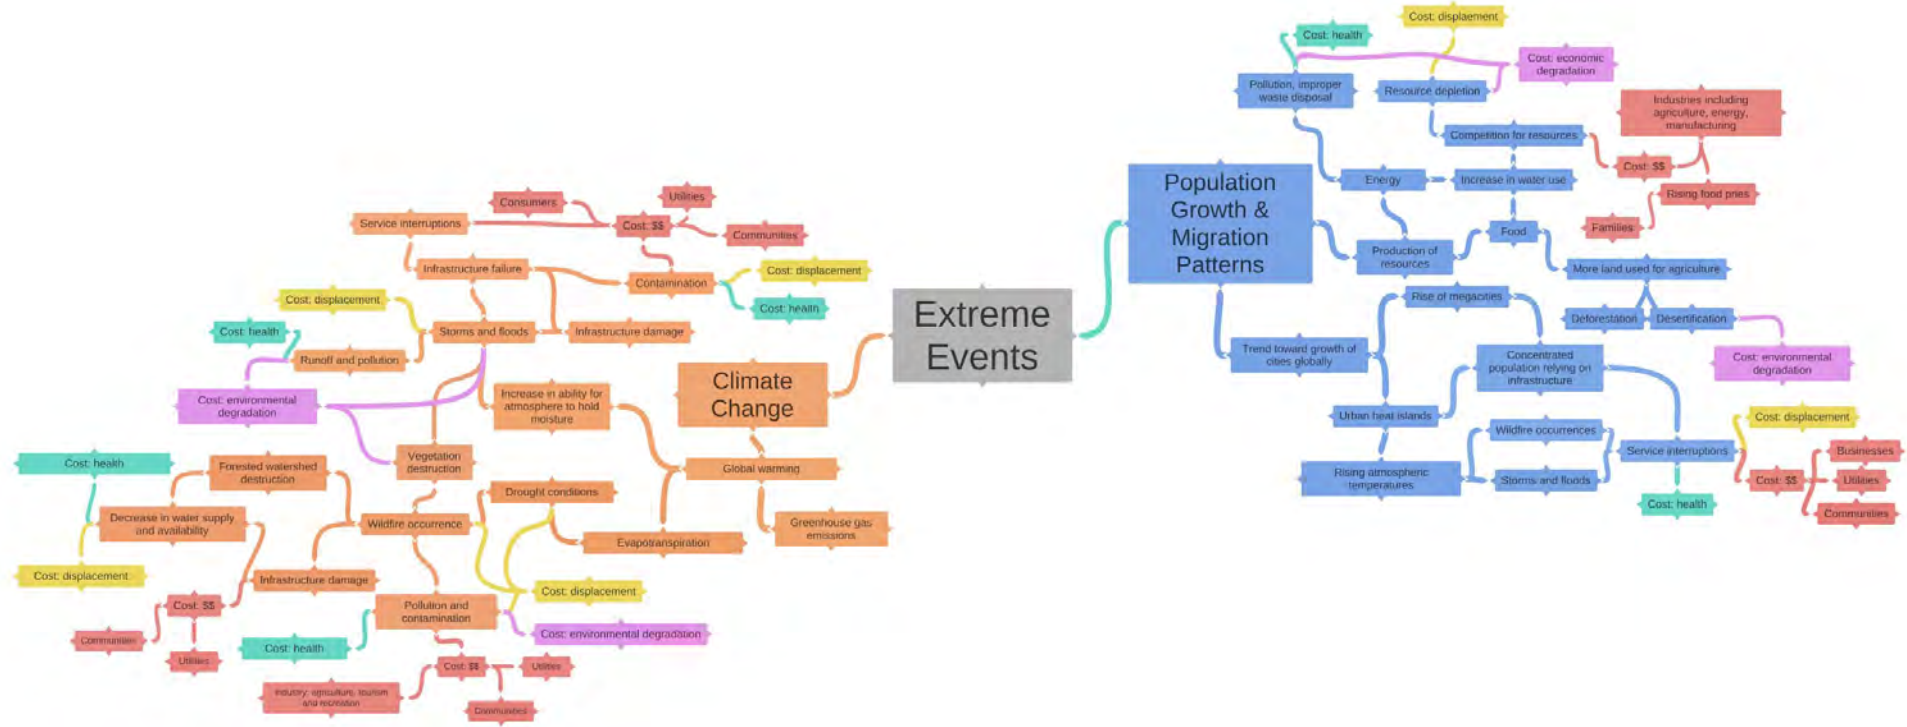 Extreme
Events
Climate
Change
Global warming
Greenhouse gas
emissions
Evapotranspiration
Increase in ability for
atmosphere to hold
moisture
Drought conditions
Storms and floods
Infrastructure damage
Infrastructure failure
Service interruptions
Contamination
Cost: displacement
Cost: health
Cost: $$
Consumers
Utilities
Communities
Cost: displacement
Runoff and pollution
Cost: health
Cost: environmental
degradation
Vegetation
destruction
Wildfire occurrence
Forested watershed
destruction
Decrease in water supply
and availability
Cost: health
Cost: displacement
Cost: $$
Communities
Utilities
Infrastructure damage
Pollution and
contamination
Cost: displacement
Cost: environmental degradation
Cost: health
Cost: $$
Utilities
Communities
Industry: agriculture, tourism
and recreation
Population
Growth &
Migration
Patterns
Production of
resources
Energy
Pollution, improper
waste disposal
Cost: health
Cost: economic
degradation
Resource depletion
Cost: displaement
Competition for resources
Increase in water use
Food
Cost: $$
Industries including
agriculture, energy,
manufacturing
Rising food pries
Families
More land used for agriculture
Deforestation
Desertification
Cost: environmental
degradation
Trend toward growth of
cities globally
Rise of megacities
Concentrated
population relying on
infrastructure
Urban heat islands
Rising atmospheric
temperatures
Wildfire occurrences
Storms and floods
Service interruptions
Cost: displacement
Cost: health
Cost: $$
Businesses
Utilities
Communities